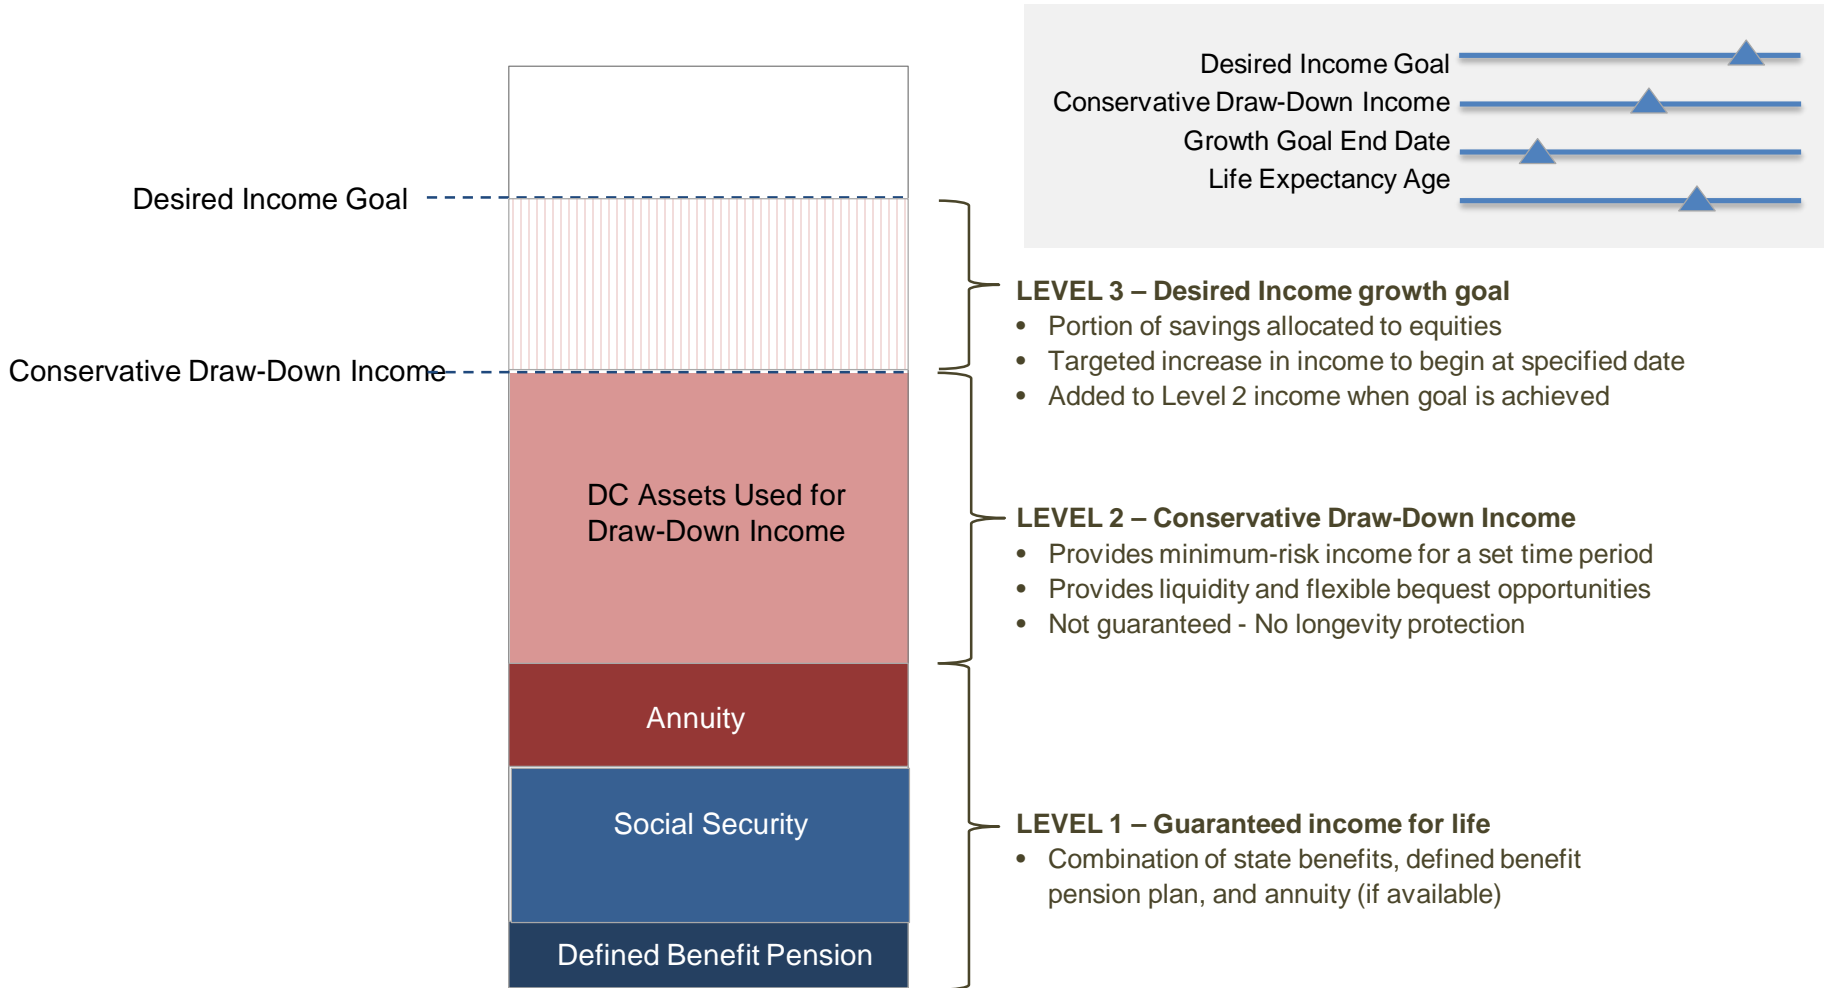 Desired Income Goal
Conservative Draw-Down Income
Growth Goal End Date
Life Expectancy Age
Desired Income Goal
Conservative Draw-Down Income
DC Assets Used for
Draw-Down Income
Annuity
Social Security
Defined Benefit Pension
LEVEL 3 – Desired Income growth goal
• Portion of savings allocated to equities
• Targeted increase in income to begin at specified date
• Added to Level 2 income when goal is achieved
LEVEL 2 – Conservative Draw-Down Income
• Provides minimum-risk income for a set time period
• Provides liquidity and flexible bequest opportunities
• Not guaranteed - No longevity protection
LEVEL 1 – Guaranteed income for life
• Combination of state benefits, defined benefit
pension plan, and annuity (if available)